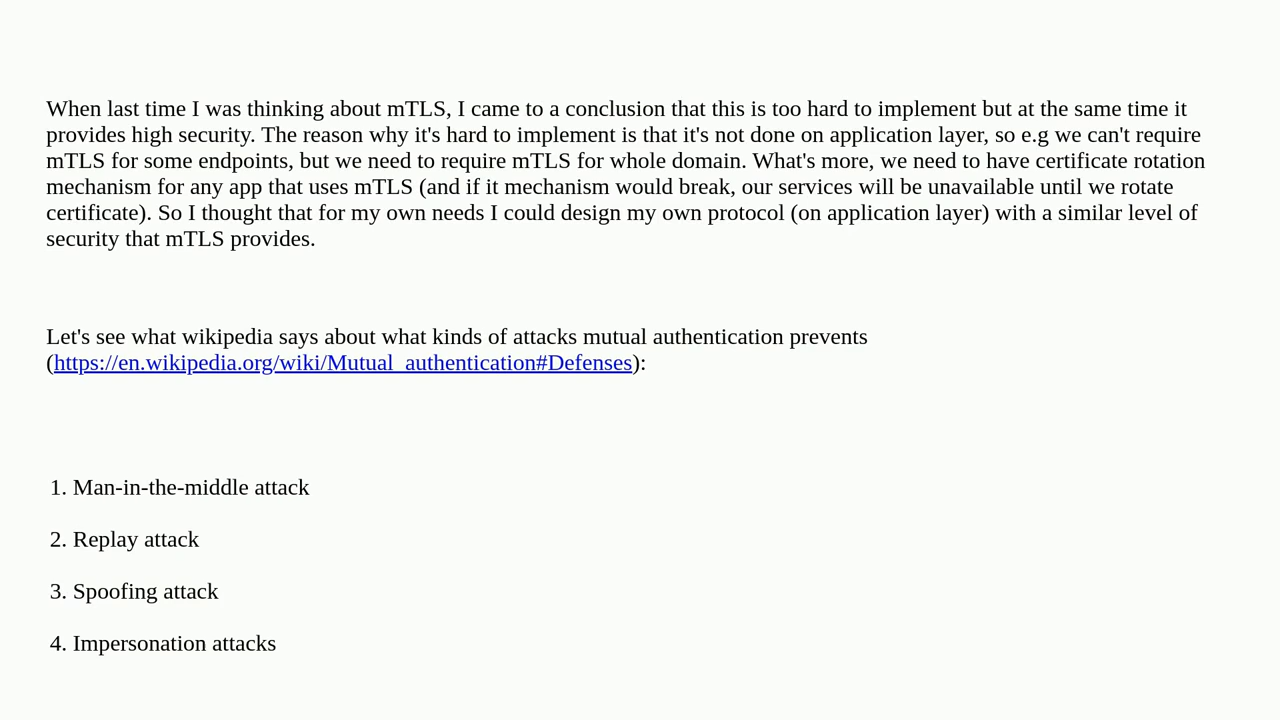 When last time I was thinking about mTLS, I came to a conclusion that this is too hard to implement but at the same time it
provides high security. The reason why it's hard to implement is that it's not done on application layer, so e.g we can't require
mTLS for some endpoints, but we need to require mTLS for whole domain. What's more, we need to have certificate rotation
mechanism for any app that uses mTLS (and if it mechanism would break, our services will be unavailable until we rotate
certificate). So I thought that for my own needs I could design my own protocol (on application layer) with a similar level of
security that mTLS provides.
Let's see what wikipedia says about what kinds of attacks mutual authentication prevents
(https://en.wikipedia.org/wiki/Mutual_authentication#Defenses):
1. Man-in-the-middle attack
2. Replay attack
3. Spoofing attack
4. Impersonation attacks